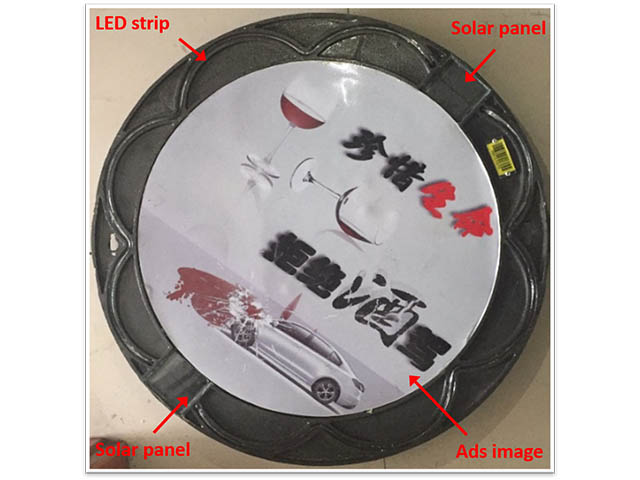 LED strip
Solar panel
珍惜生命
拒绝酒驾
Solar panel
Ads image